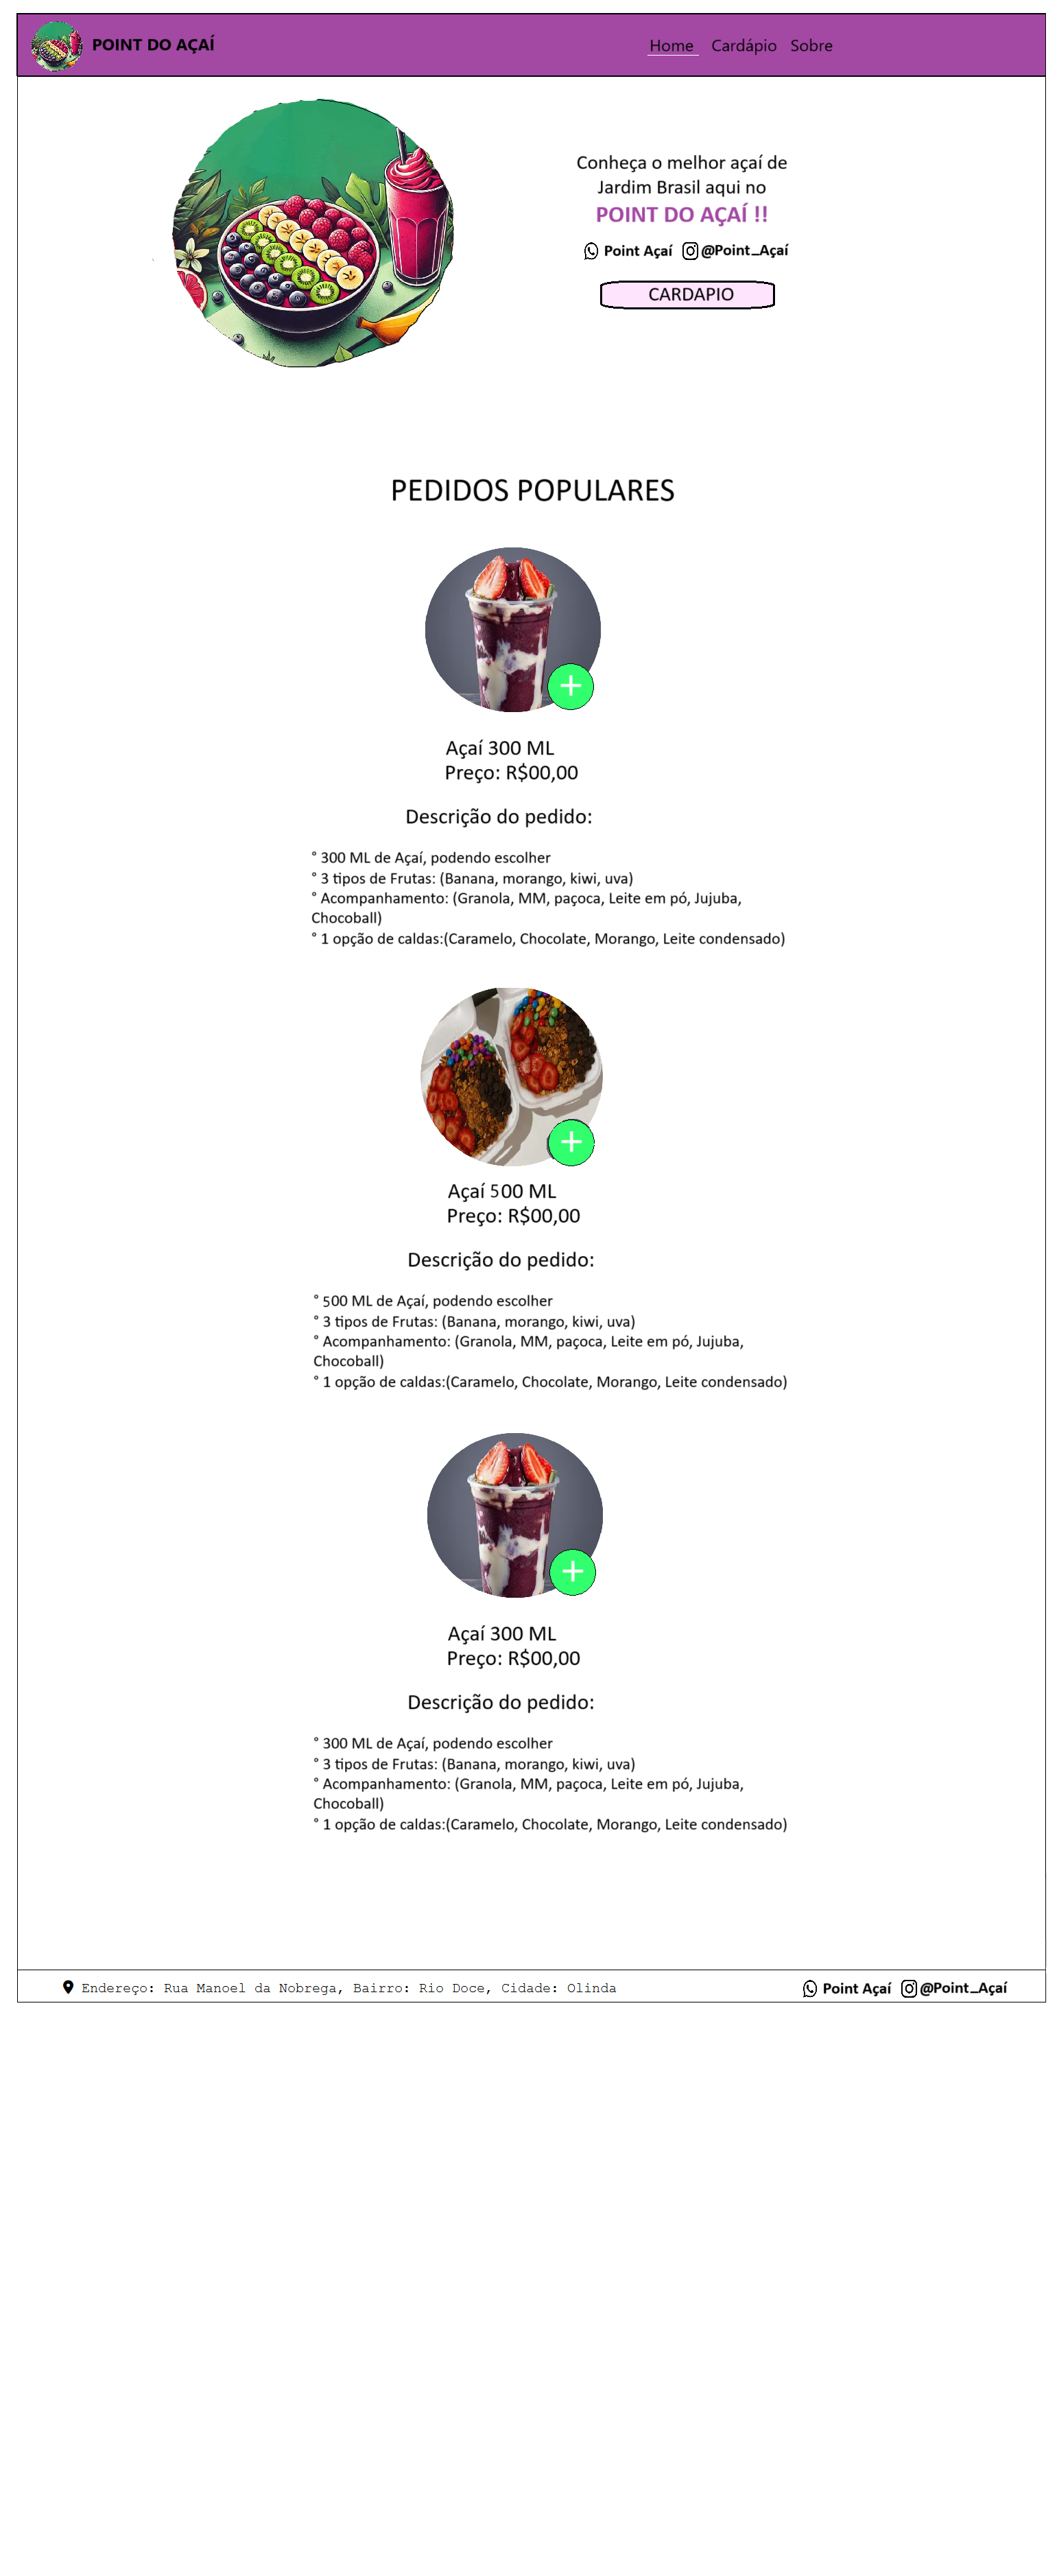 POINT DO AÇAÍ
Home Cardápio Sobre
Conheça o melhor açaí de
Jardim Brasil aqui no
POINT DO AÇAÍ !!
Point Açaí @Point_Açaí
CARDAPIO
PEDIDOS POPULARES
Açaí 300 ML
Preço: R$00,00
Descrição do pedido:
° 300 ML de Açaí, podendo escolher
° 3 tipos de Frutas: (Banana, morango, kiwi, uva)
° Acompanhamento: (Granola, MM, paçoca, Leite em pó, Jujuba,
Chocoball)
° 1 opção de caldas:(Caramelo, Chocolate, Morango, Leite condensado)
Açaí 500 ML
Preço: R$00,00
Descrição do pedido:
° 500 ML de Açaí, podendo escolher
° 3 tipos de Frutas: (Banana, morango, kiwi, uva)
° Acompanhamento: (Granola, MM, paçoca, Leite em pó, Jujuba,
Chocoball)
° 1 opção de caldas:(Caramelo, Chocolate, Morango, Leite condensado)
Açaí 300 ML
Preço: R$00,00
Descrição do pedido:
° 300 ML de Açaí, podendo escolher
° 3 tipos de Frutas: (Banana, morango, kiwi, uva)
° Acompanhamento: (Granola, MM, paçoca, Leite em pó, Jujuba,
Chocoball)
° 1 opção de caldas:(Caramelo, Chocolate, Morango, Leite condensado)
Endereço: Rua Manoel da Nobrega, Bairro: Rio Doce, Cidade: Olinda
Point Açaí @Point_Açaí